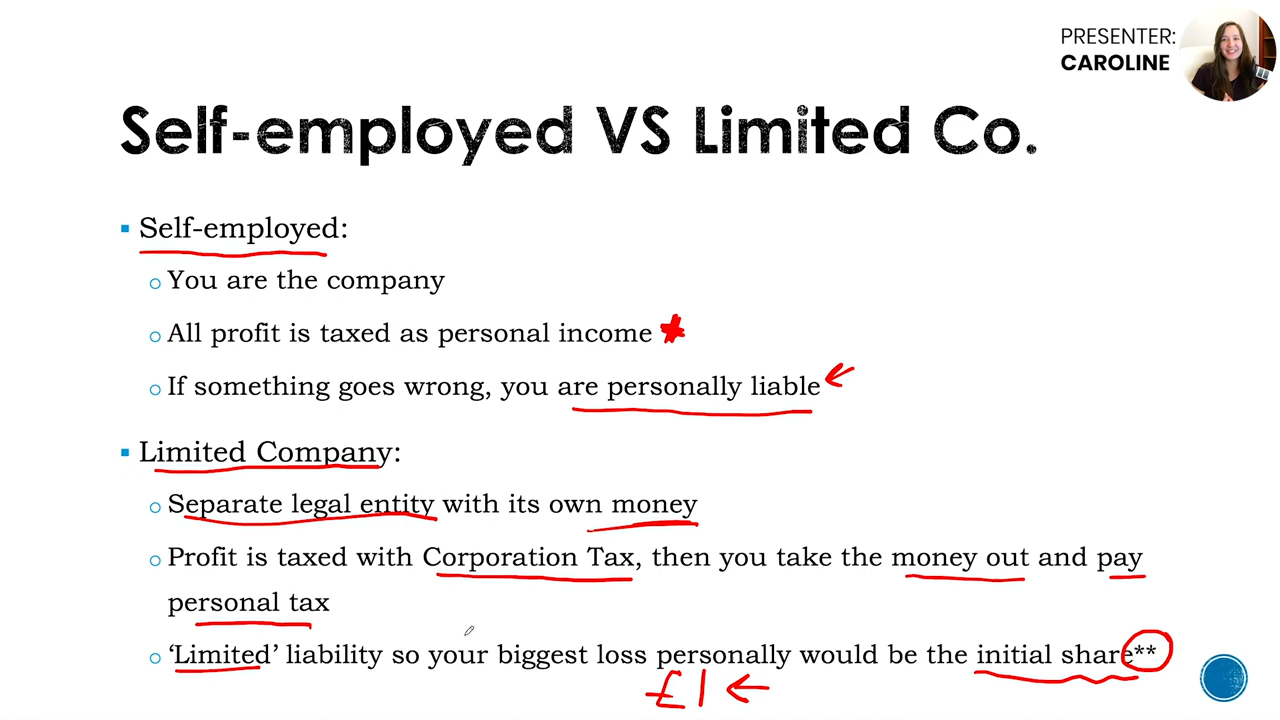 PRESENTER:
CAROLINE
Self-employed VS Limited Co.
▪ Self-employed:
o You are the company
o All profit is taxed as personal income
o If something goes wrong, you are personally liable
▪ Limited Company:
o Separate legal entity with its own money
o Profit is taxed with Corporation Tax, then you take the money out and pay
personal tax
o ‘Limited’ liability so your biggest loss personally would be the initial share**
£1